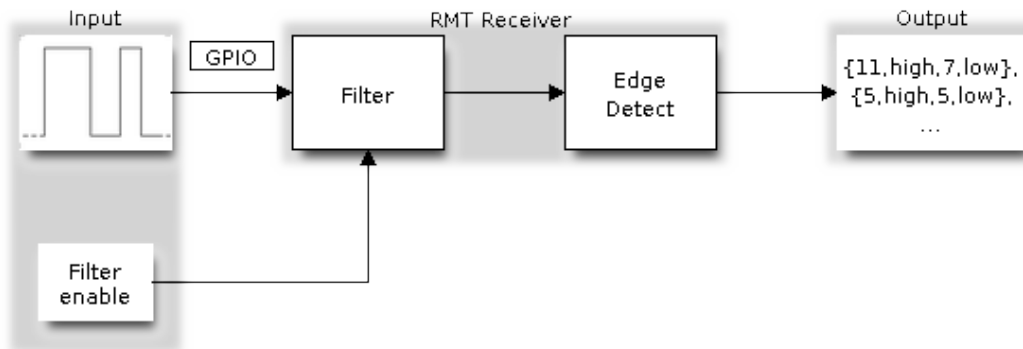 Input
RMT Receiver
Output
GPIO
Filter
Edge
Detect
{11,high,7,low},
{5,high,5,low},
...
Filter
enable